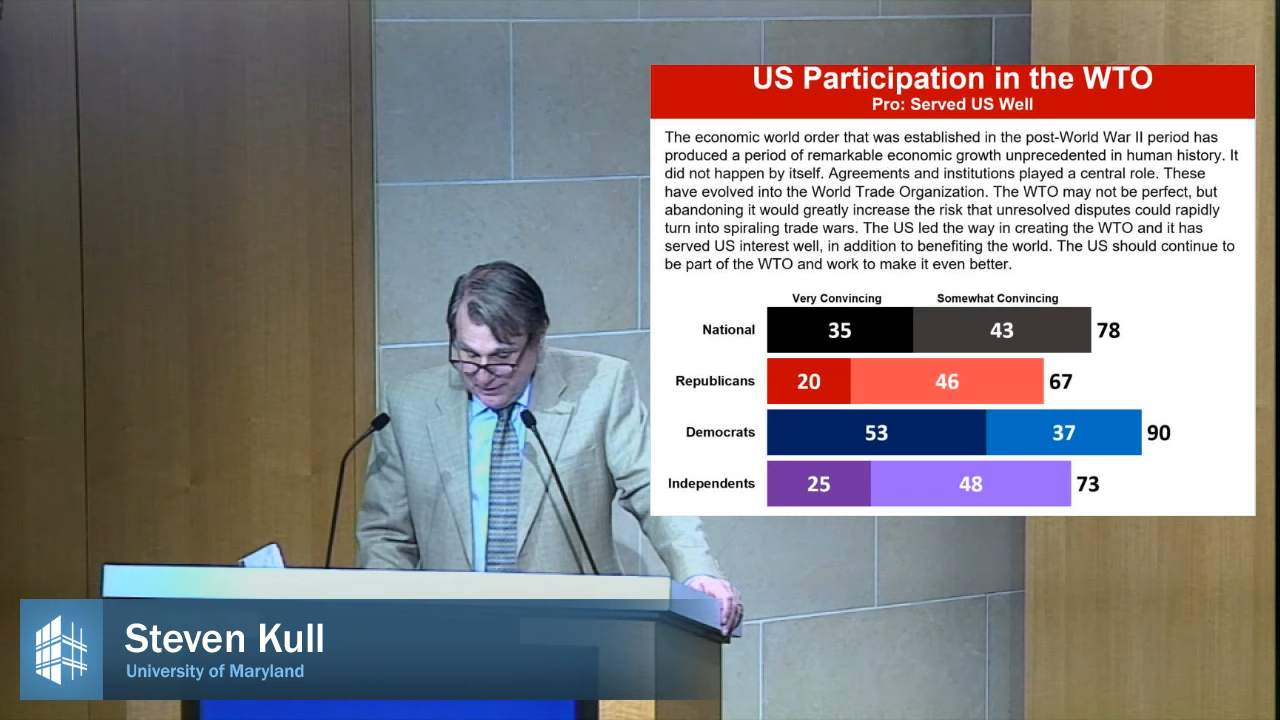 US Participation in the WTO
Pro: Served US Well
The economic world order that was established in the post-World War II period has
produced a period of remarkable economic growth unprecedented in human history. It
did not happen by itself. Agreements and institutions played a central role. These
have evolved into the World Trade Organization. The WTO may not be perfect, but
abandoning it would greatly increase the risk that unresolved disputes could rapidly
turn into spiraling trade wars. The US led the way in creating the WTO and it has
served US interest well, in addition to benefiting the world. The US should continue to
be part of the WTO and work to make it even better.
Very Convincing Somewhat Convincing
National 35 43 78
Republicans 20 46 67
Democrats 53 37 90
Independents 25 48 73
Steven Kull
University of Maryland